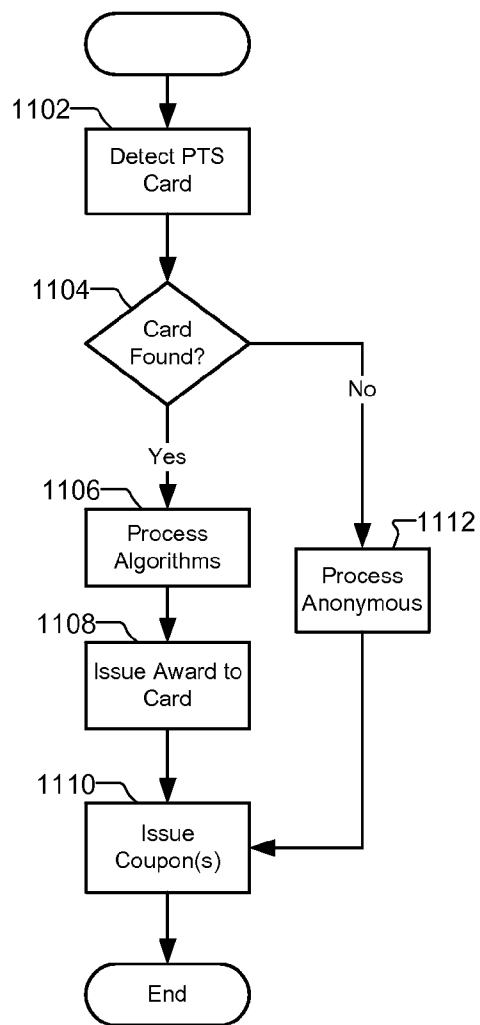 1102
Detect PTS
Card
1104
Card
Found?
No
Yes
1106
Process
Algorithms
1112
Process
Anonymous
1108
Issue Award to
Card
1110
Issue
Coupon(s)
End